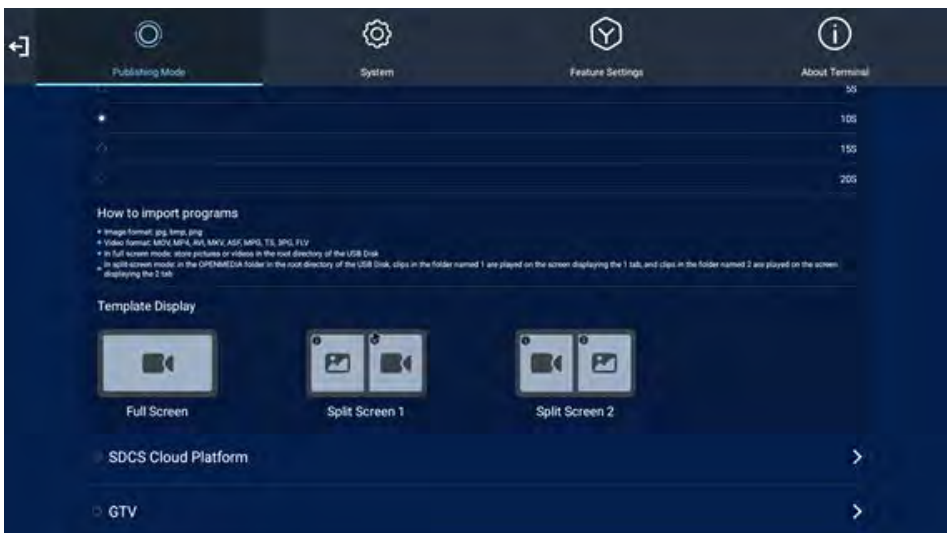 Publishing Mode
System
Feature Settings
About Terminal
5S
10S
15S
20S
How to import programs
Image format: jpg, bmp, png
Video format: MOV, MP4, AVI, MKV, ASF, MPG, TS, 3PG, FLV
In full screen mode: store pictures or videos in the root directory of the USB Disk
In split-screen mode: in the OPENMEDIA folder in the root directory of the USB Disk, clips in the folder named 1 are played on the screen displaying the 1 tab, and clips in the folder named 2 are played on the screen
displaying the 2 tab
Template Display
Full Screen
Split Screen 1
Split Screen 2
SDCS Cloud Platform
GTV